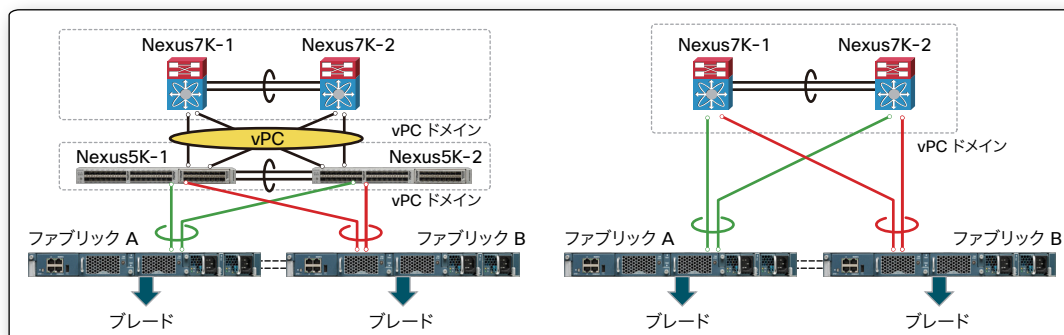 Nexus7K-1
Nexus7K-2
vPC ドメイン
vPC
Nexus5K-1
Nexus5K-2
vPC ドメイン
ファブリック A
ファブリック B
ブレード
ブレード
Nexus7K-1
Nexus7K-2
vPC ドメイン
ファブリック A
ファブリック B
ブレード
ブレード